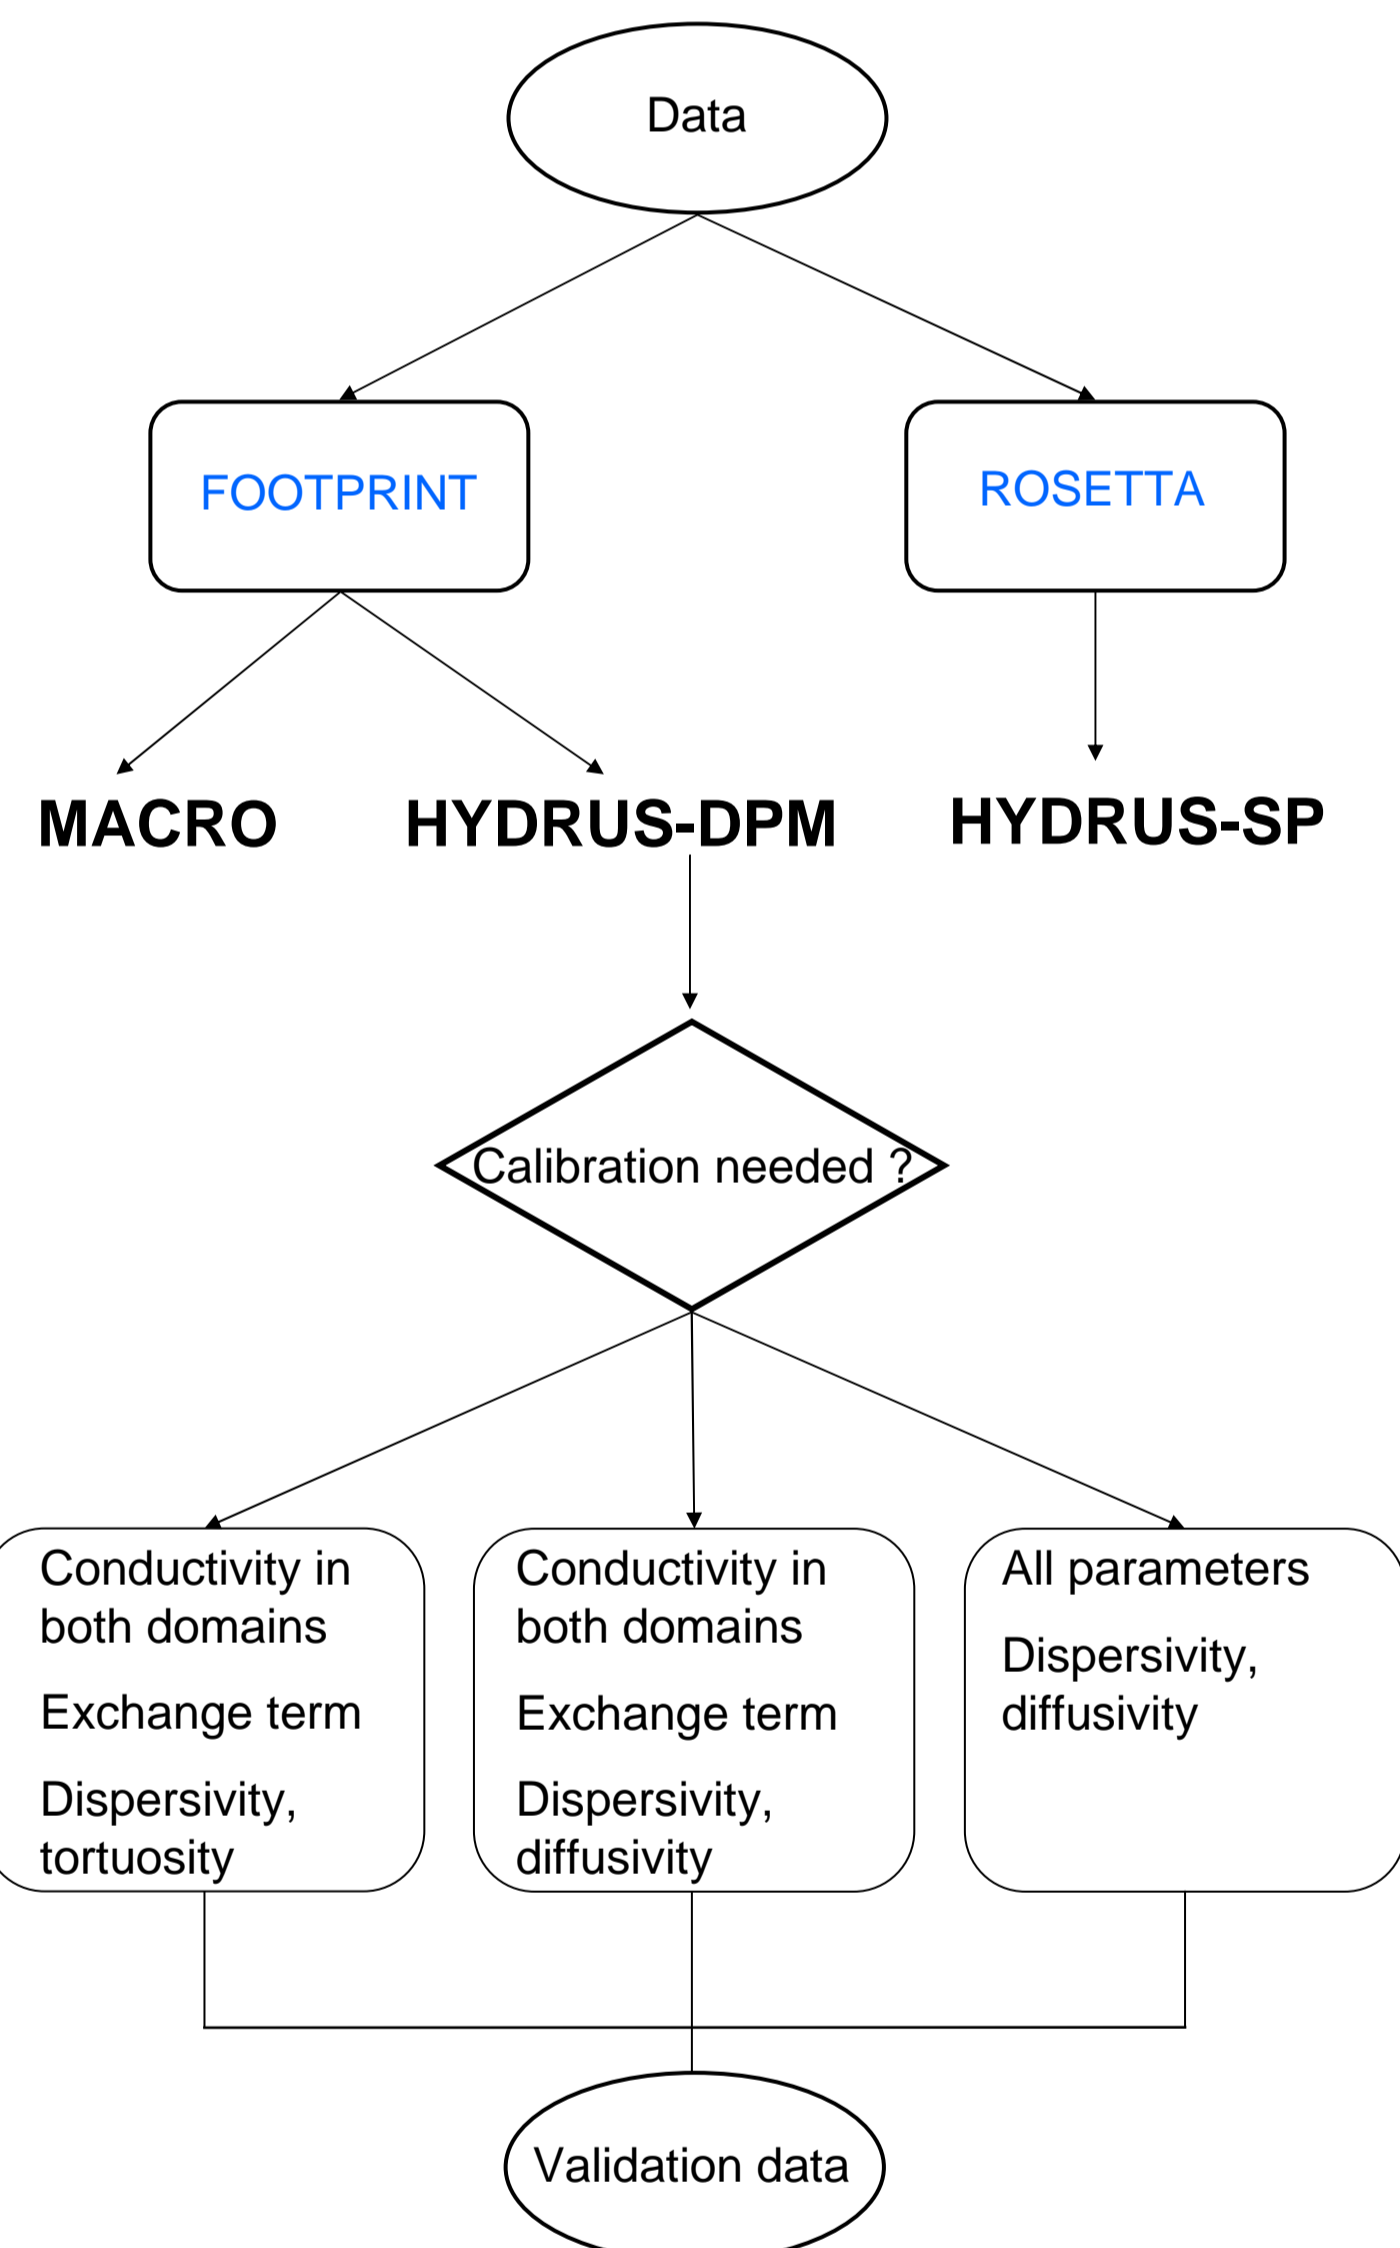 Data
FOOTPRINT
ROSETTA
MACRO
HYDRUS-DPM
HYDRUS-SP
Calibration needed ?
Conductivity in
both domains
Exchange term
Dispersivity,
tortuosity
Conductivity in
both domains
Exchange term
Dispersivity,
diffusivity
All parameters
Dispersivity,
diffusivity
Validation data